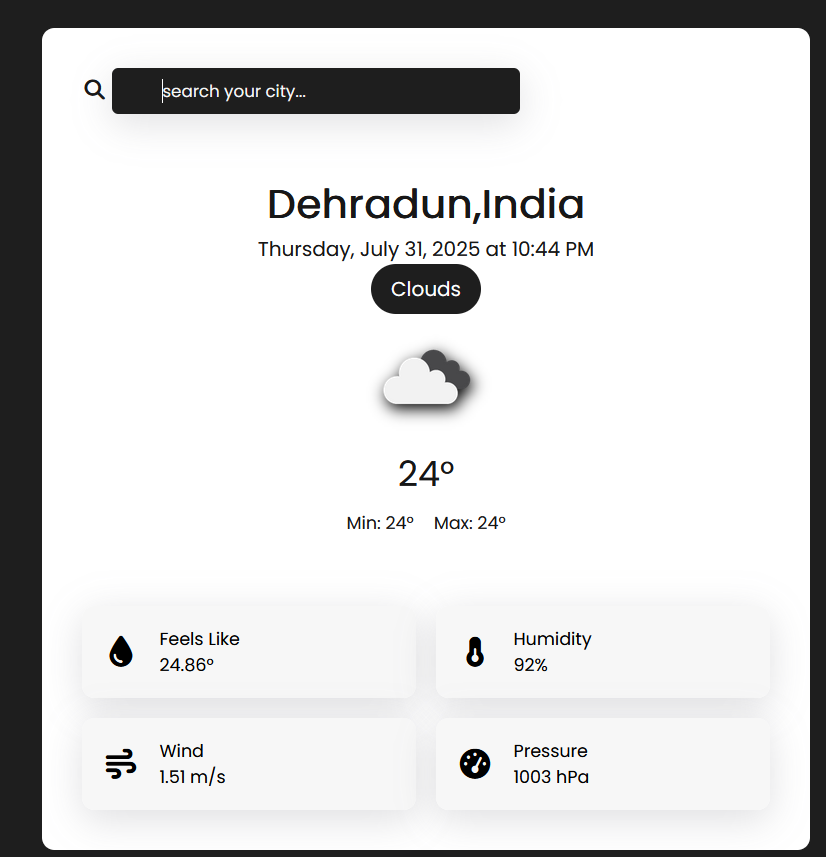 search your city...
Dehradun,India
Thursday, July 31, 2025 at 10:44 PM
Clouds
24°
Min: 24° Max: 24°
Feels Like
24.86°
Humidity
92%
Wind
1.51 m/s
Pressure
1003 hPa